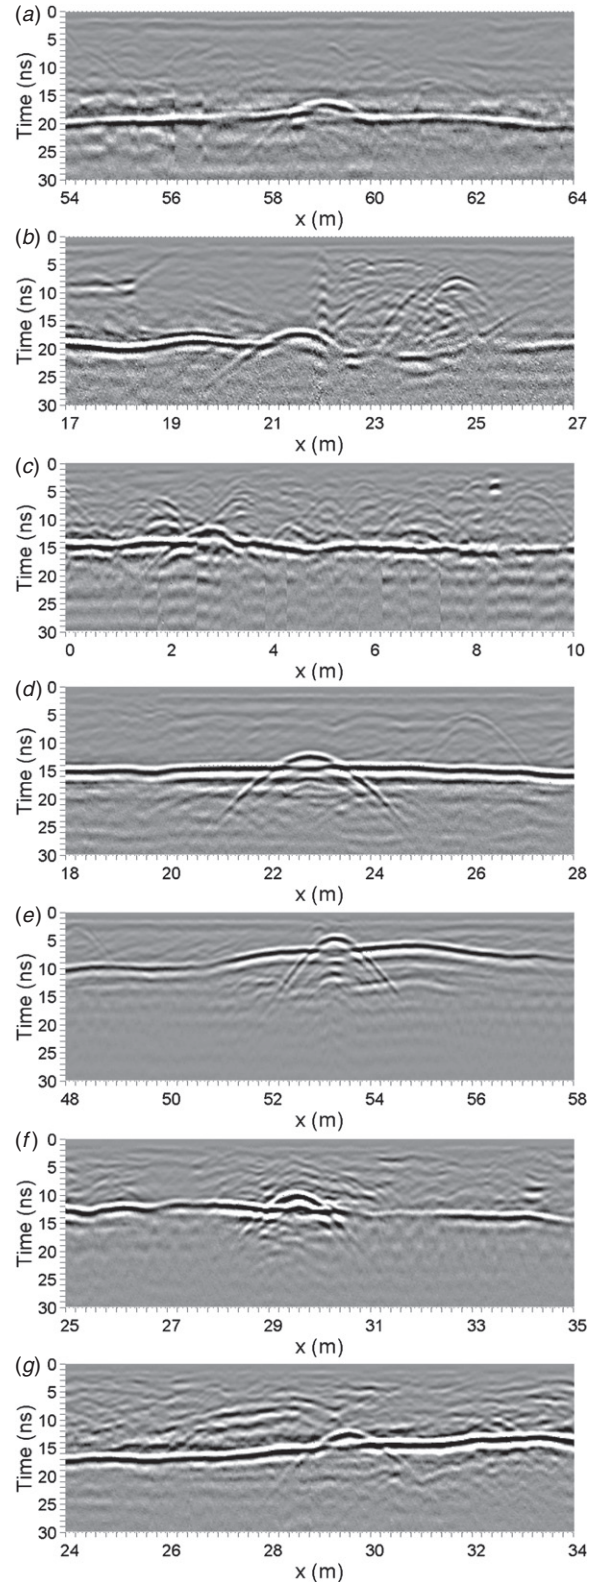 (a)
Time (ns)
0
5
10
15
20
25
30
54 56 58 60 62 64
x (m)
(b)
Time (ns)
0
5
10
15
20
25
30
17 19 21 23 25 27
x (m)
(c)
Time (ns)
0
5
10
15
20
25
30
0 2 4 6 8 10
x (m)
(d)
Time (ns)
0
5
10
15
20
25
30
18 20 22 24 26 28
x (m)
(e)
Time (ns)
0
5
10
15
20
25
30
48 50 52 54 56 58
x (m)
(f)
Time (ns)
0
5
10
15
20
25
30
25 27 29 31 33 35
x (m)
(g)
Time (ns)
0
5
10
15
20
25
30
24 26 28 30 32 34
x (m)